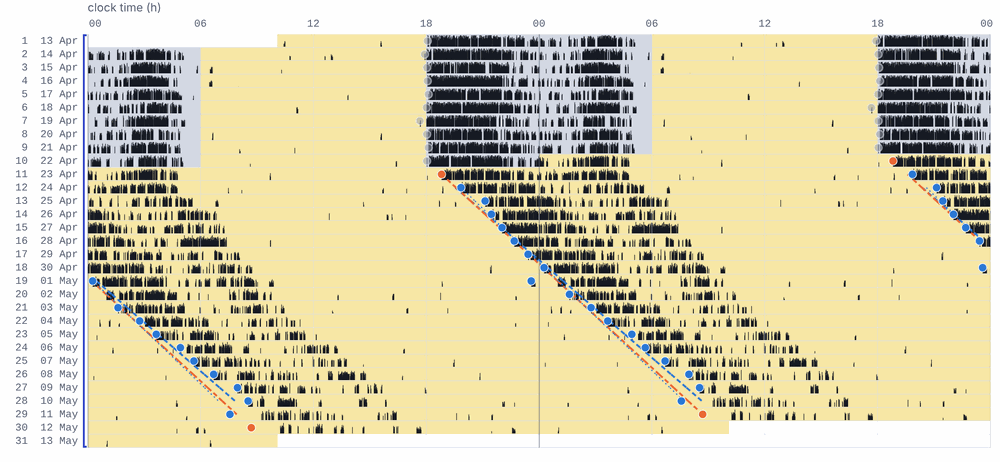 clock time (h)
00 06 12 18 00 06 12 18 00
1 13 Apr
2 14 Apr
3 15 Apr
4 16 Apr
5 17 Apr
6 18 Apr
7 19 Apr
8 20 Apr
9 21 Apr
10 22 Apr
11 23 Apr
12 24 Apr
13 25 Apr
14 26 Apr
15 27 Apr
16 28 Apr
17 29 Apr
18 30 Apr
19 01 May
20 02 May
21 03 May
22 04 May
23 05 May
24 06 May
25 07 May
26 08 May
27 09 May
28 10 May
29 11 May
30 12 May
31 13 May